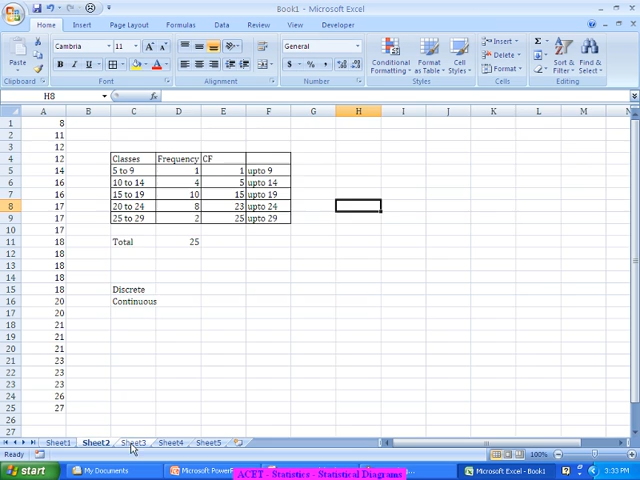 Book1 - Microsoft Excel
Home Insert Page Layout Formulas Data Review View Developer
Paste
Cambria 11
B I U
General
$ % ,
Conditional Formatting
Format as Table
Cell Styles
Insert
Delete
Format
Sort & Filter
Find & Select
Clipboard Font Alignment Number Styles Cells Editing
H8 fx
A B C D E F G H I J K L M N
1 8
2 11
3 12
4 12 Classes Frequency CF
5 14 5 to 9 1 1 upto 9
6 16 10 to 14 4 5 upto 14
7 16 15 to 19 10 15 upto 19
8 17 20 to 24 8 23 upto 24
9 17 25 to 29 2 25 upto 29
10 17
11 18 Total 25
12 18
13 18
14 18
15 18 Discrete
16 20 Continuous
17 20
18 21
19 21
20 21
21 23
22 23
23 23
24 26
25 27
26
27
Sheet1 Sheet2 Sheet3 Sheet4 Sheet5
Ready 100%
start My Documents Microsoft Microsoft Excel - Book1 3:33 PM
ACET - Statistics - Statistical Diagrams